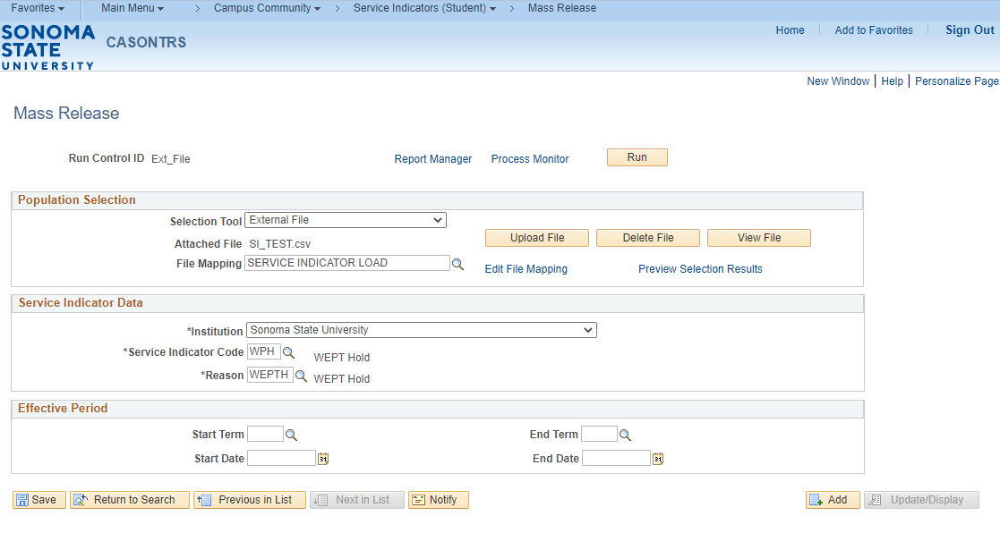 Favorites Main Menu > Campus Community > Service Indicators (Student) > Mass Release
SONOMA
STATE
UNIVERSITY
CASONTRS
Home Add to Favorites Sign Out
New Window | Help | Personalize Page
Mass Release
Run Control ID Ext_File Report Manager Process Monitor Run
Population Selection
Selection Tool External File
Attached File SI_TEST.csv Upload File Delete File View File
File Mapping SERVICE INDICATOR LOAD Edit File Mapping Preview Selection Results
Service Indicator Data
*Institution Sonoma State University
*Service Indicator Code WPH WEPT Hold
*Reason WEPTH WEPT Hold
Effective Period
Start Term End Term
Start Date 31 End Date 31
Save Return to Search Previous in List Next in List Notify Add Update/Display